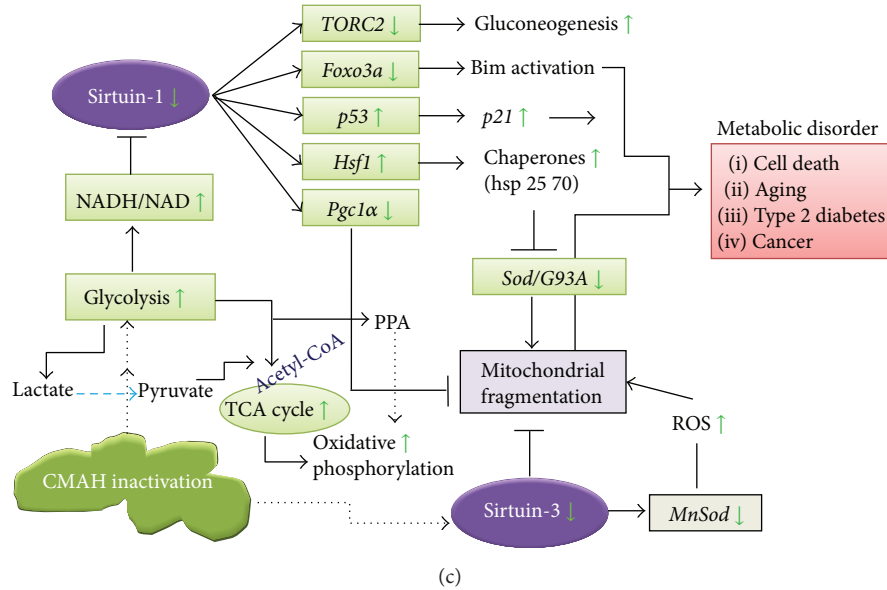 TORC2 ↓
Gluconeogenesis ↑
Foxo3a ↓
Bim activation
Sirtuin-1 ↓
p53 ↑
p21 ↑
Metabolic disorder
(i) Cell death
(ii) Aging
(iii) Type 2 diabetes
(iv) Cancer
Hsf1 ↑
Chaperones ↑
(hsp 25 70)
NADH/NAD ↑
Pgc1α ↓
Sod/G93A ↓
Glycolysis ↑
PPA
Acetyl-CoA
Mitochondrial
fragmentation
Lactate
Pyruvate
TCA cycle ↑
ROS ↑
Oxidative ↑
phosphorylation
CMAH inactivation
Sirtuin-3 ↓
MnSod ↓
(c)